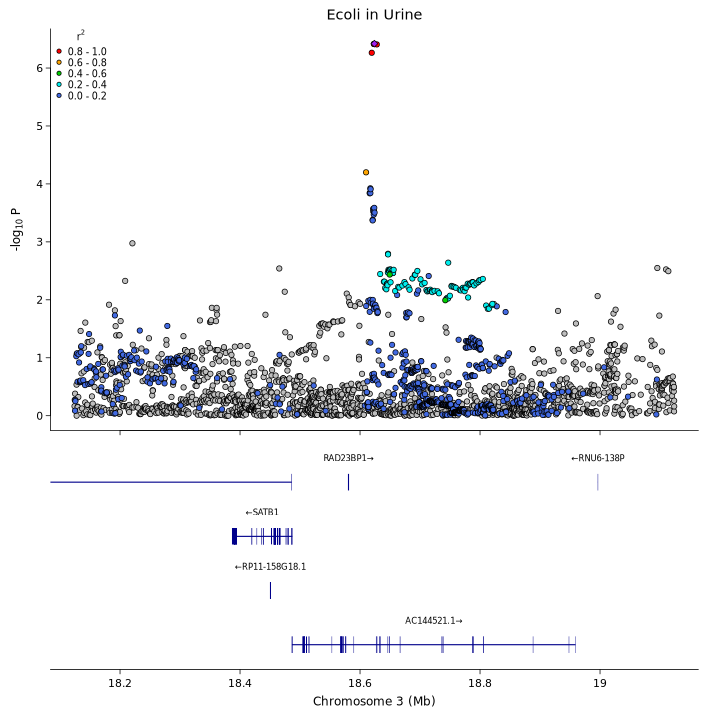 Ecoli in Urine
r2
0.8 - 1.0
0.6 - 0.8
0.4 - 0.6
0.2 - 0.4
0.0 - 0.2
-log10 P
6
5
4
3
2
1
0
RAD23BP1→
←RNU6-138P
←SATB1
←RP11-158G18.1
AC144521.1→
18.2 18.4 18.6 18.8 19
Chromosome 3 (Mb)